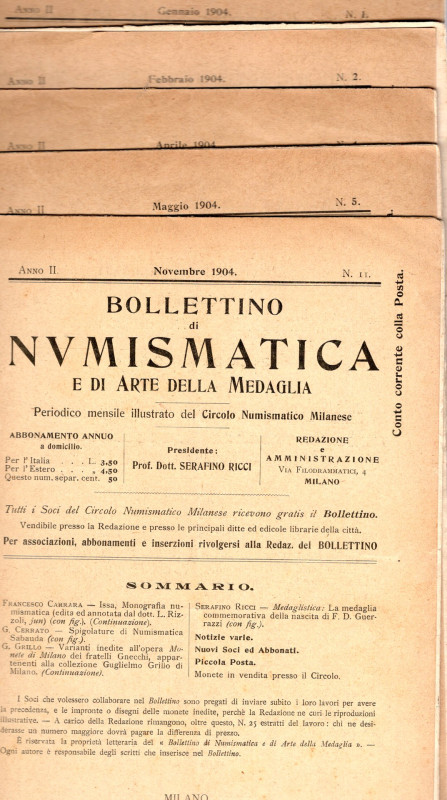 Anno II Gennaio 1904. N. 1.
Anno II Febbraio 1904. N. 2.
Anno II Aprile 1904
Anno II Maggio 1904. N. 5.
Anno II. Novembre 1904. N. 11.
Conto corrente colla Posta.
BOLLETTINO
di
NVMISMATICA
E DI ARTE DELLA MEDAGLIA
Periodico mensile illustrato del Circolo Numismatico Milanese
ABBONAMENTO ANNUO
a domicilio.
Per l'Italia . . . . L. 3,50
Per l'Estero . . . . „ 4,50
Questo num. separ. cent. 50
Presidente:
Prof. Dott. SERAFINO RICCI
REDAZIONE
e
AMMINISTRAZIONE
Via Filodrammatici, 4
MILANO
Tutti i Soci del Circolo Numismatico Milanese ricevono gratis il Bollettino.
Vendibile presso la Redazione e presso le principali ditte ed edicole librarie della città.
Per associazioni, abbonamenti e inserzioni rivolgersi alla Redaz. del BOLLETTINO
SOMMARIO.
Francesco Carrara — Issa, Monografia nu-
mismatica (edita ed annotata dal dott. L. Riz-
zoli, jun) (con fig.). (Continuazione).
G. Cerrato — Spigolature di Numismatica
Sabauda (con fig.).
G. Grillo — Varianti inedite all'opera Mo-
nete di Milano dei fratelli Gnecchi, appar-
tenenti alla collezione Guglielmo Grillo di
Milano. (Continuazione).
Serafino Ricci — Medaglistica: La medaglia
commemorativa della nascita di F. D. Guer-
razzi (con fig.).
Notizie varie.
Nuovi Soci ed Abbonati.
Piccola Posta.
Monete in vendita presso il Circolo.
I Soci che volessero collaborare nel Bollettino sono pregati di inviare subito i loro lavori per avere
la precedenza, e le impronte o disegni delle monete inedite, perchè la Redazione ne curi le riproduzioni
illustrative. — A carico della Redazione rimangono, oltre questo, N. 25 estratti del lavoro: chi ne desi-
derasse un numero maggiore dovrà pagare la differenza di prezzo.
È riservata la proprietà letteraria del « Bollettino di Numismatica e di Arte della Medaglia ». —
Ogni autore è responsabile degli scritti che inserisce nel Bollettino.
MILANO